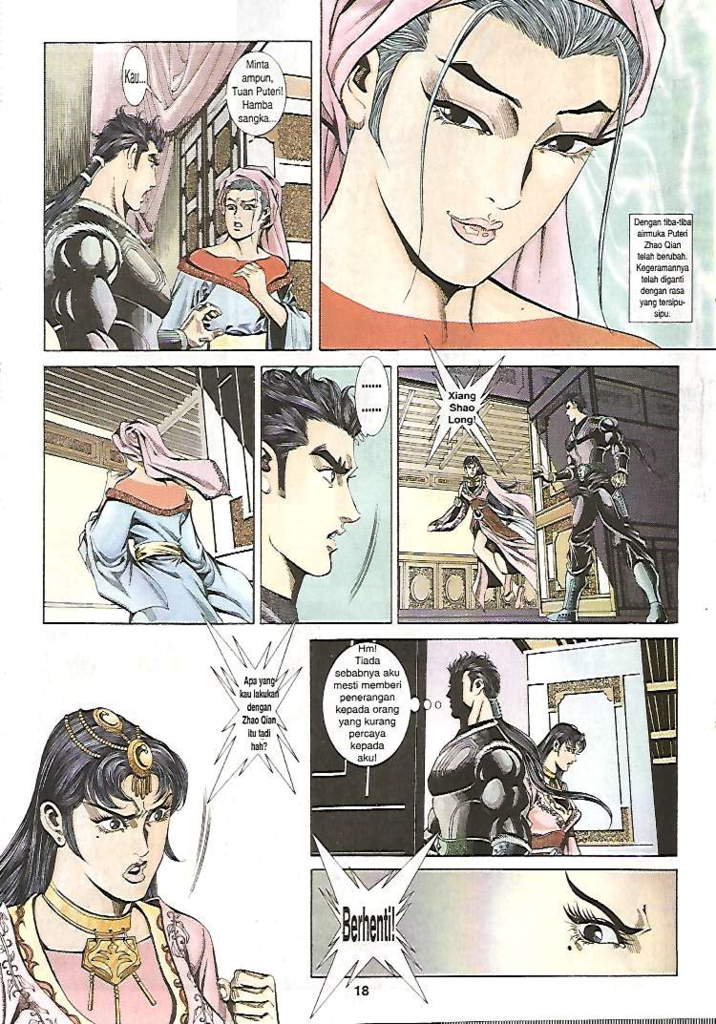 Kau...
Minta
ampun,
Tuan Puteri!
Hamba
sangka...
Dengan tiba-tiba
airmuka Puteri
Zhao Qian
telah berubah.
Kegeramannya
telah diganti
dengan rasa
yang tersipu-
sipu.
......
......
Xiang
Shao
Long!
Apa yang
kau lakukan
dengan
Zhao Qian
itu tadi
hah?
Hm!
Tiada
sebabnya aku
mesti memberi
penerangan
kepada orang
yang kurang
percaya
kepada
aku!
Berhenti!
18